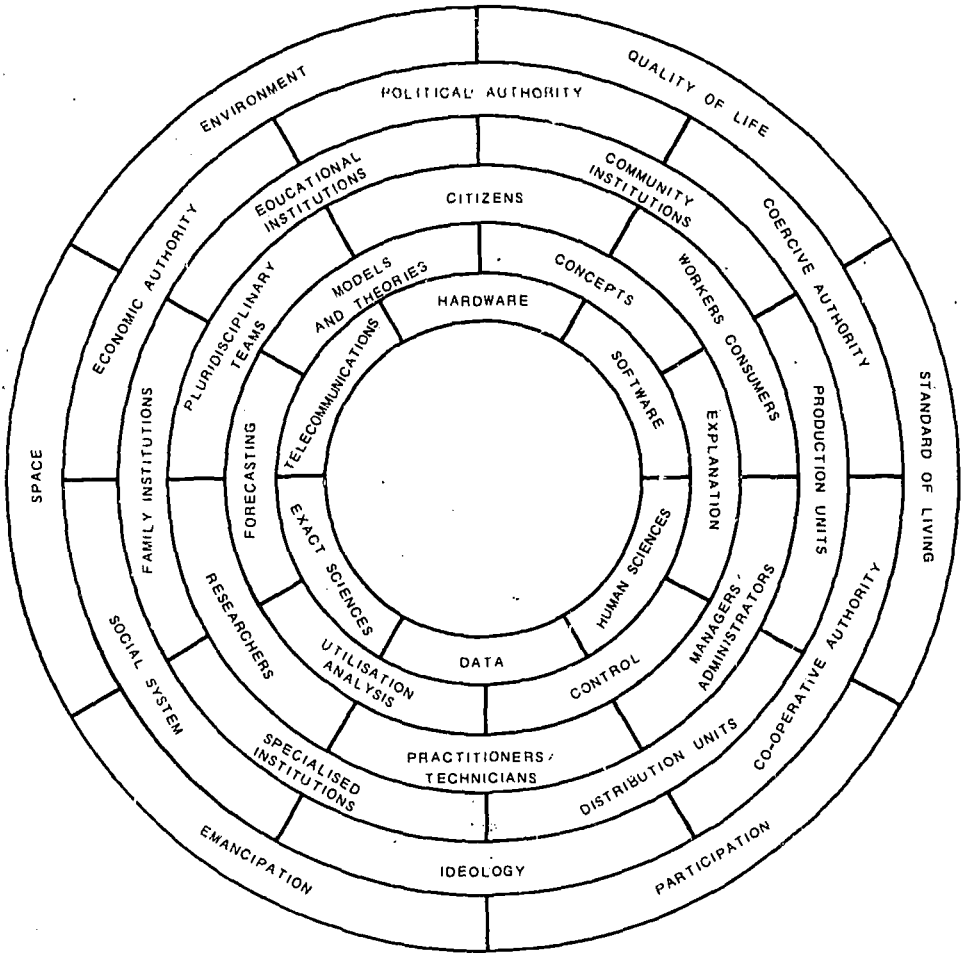 ENVIRONMENT
QUALITY OF LIFE
STANDARD OF LIVING
PARTICIPATION
EMANCIPATION
SPACE
POLITICAL AUTHORITY
COERCIVE AUTHORITY
CO-OPERATIVE AUTHORITY
IDEOLOGY
SOCIAL SYSTEM
ECONOMIC AUTHORITY
EDUCATIONAL
INSTITUTIONS
COMMUNITY
INSTITUTIONS
PRODUCTION UNITS
DISTRIBUTION UNITS
SPECIALISED
INSTITUTIONS
FAMILY INSTITUTIONS
CITIZENS
WORKERS CONSUMERS
MANAGERS/
ADMINISTRATORS
PRACTITIONERS/
TECHNICIANS
RESEARCHERS
PLURIDISCIPLINARY
TEAMS
MODELS
AND THEORIES
CONCEPTS
EXPLANATION
CONTROL
UTILISATION
ANALYSIS
FORECASTING
HARDWARE
SOFTWARE
HUMAN SCIENCES
DATA
EXACT SCIENCES
TELECOMMUNICATIONS